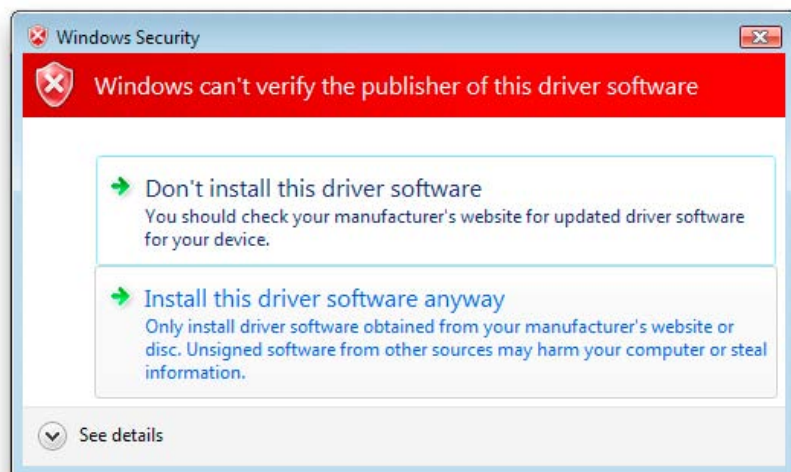 Windows Security
Windows can't verify the publisher of this driver software
Don't install this driver software
You should check your manufacturer's website for updated driver software
for your device.
Install this driver software anyway
Only install driver software obtained from your manufacturer's website or
disc. Unsigned software from other sources may harm your computer or steal
information.
See details